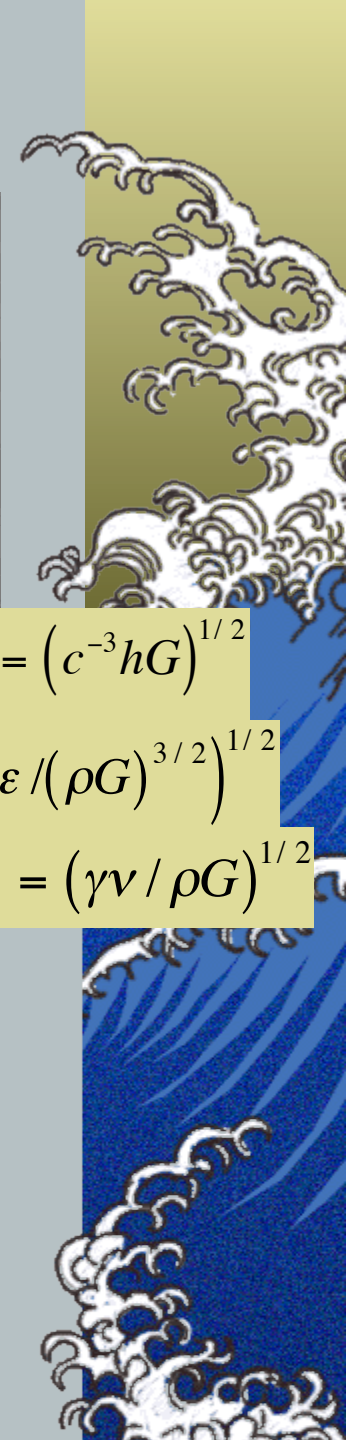 = (c⁻³hG)^1/2
ε /(ρG)^3/2)^1/2
= (γν / ρG)^1/2